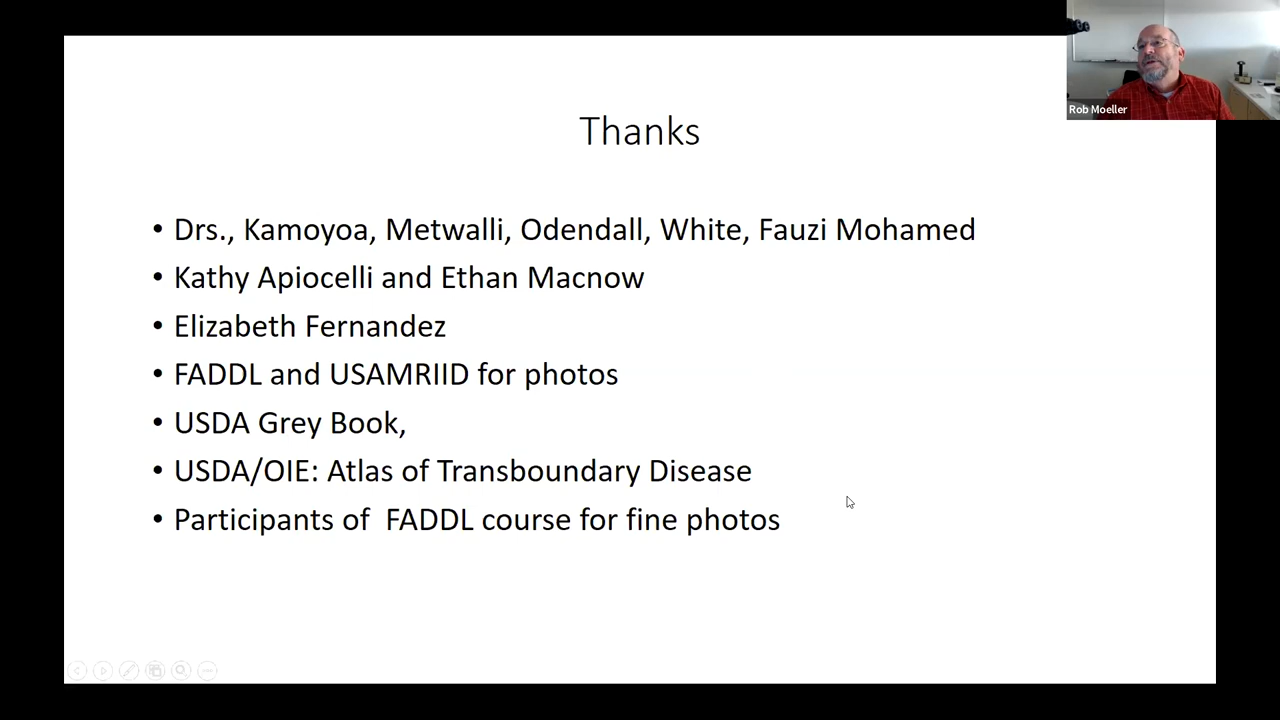 Rob Moeller
Thanks
• Drs., Kamoyoa, Metwalli, Odendall, White, Fauzi Mohamed
• Kathy Apiocelli and Ethan Macnow
• Elizabeth Fernandez
• FADDL and USAMRIID for photos
• USDA Grey Book,
• USDA/OIE: Atlas of Transboundary Disease
• Participants of  FADDL course for fine photos